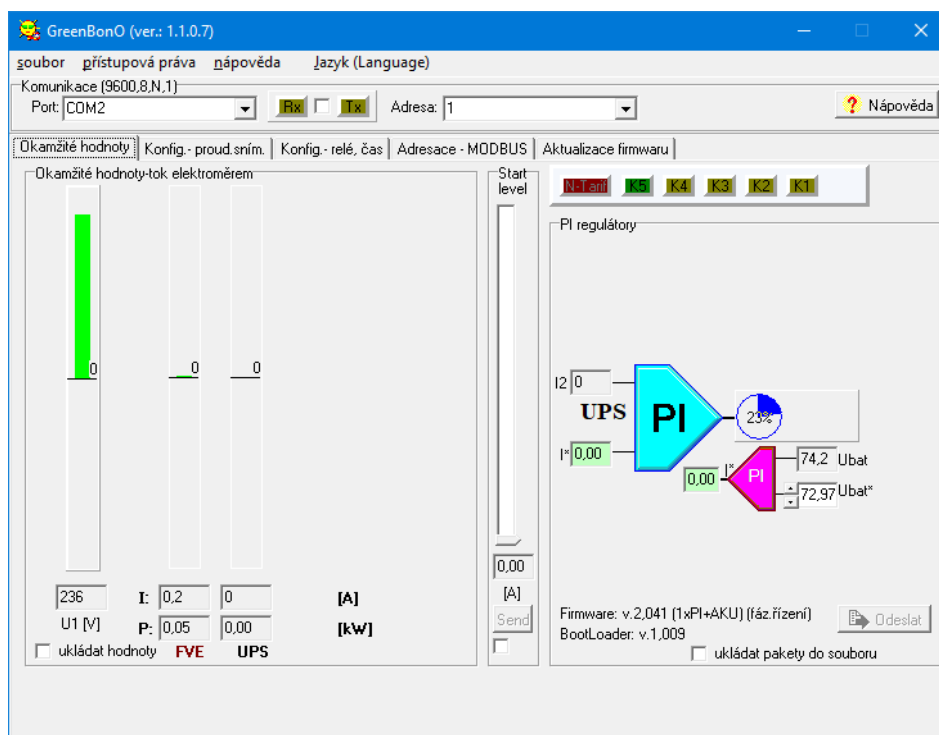 GreenBonO (ver.: 1.1.0.7)
soubor přístupová práva nápověda Jazyk (Language)
Komunikace (9600,8,N,1)
Port: COM2 Rx Tx Adresa: 1 ? Nápověda
Okamžité hodnoty Konfig.- proud.sním. Konfig.- relé, čas Adresace - MODBUS Aktualizace firmwaru
Okamžité hodnoty-tok elektroměrem
0 0 0
236 I: 0,2 0 [A]
U1 [V] P: 0,05 0,00 [kW]
ukládat hodnoty FVE UPS
Start
level
0,00
[A]
Send
N-Tarif K5 K4 K3 K2 K1
PI regulátory
I2 0
UPS PI 23%
I* 0,00
0,00 I* PI 74,2 Ubat
72,97 Ubat*
Firmware: v.2,041 (1xPI+AKU) (fáz.řízení)
BootLoader: v.1,009
Odeslat
ukládat pakety do souboru